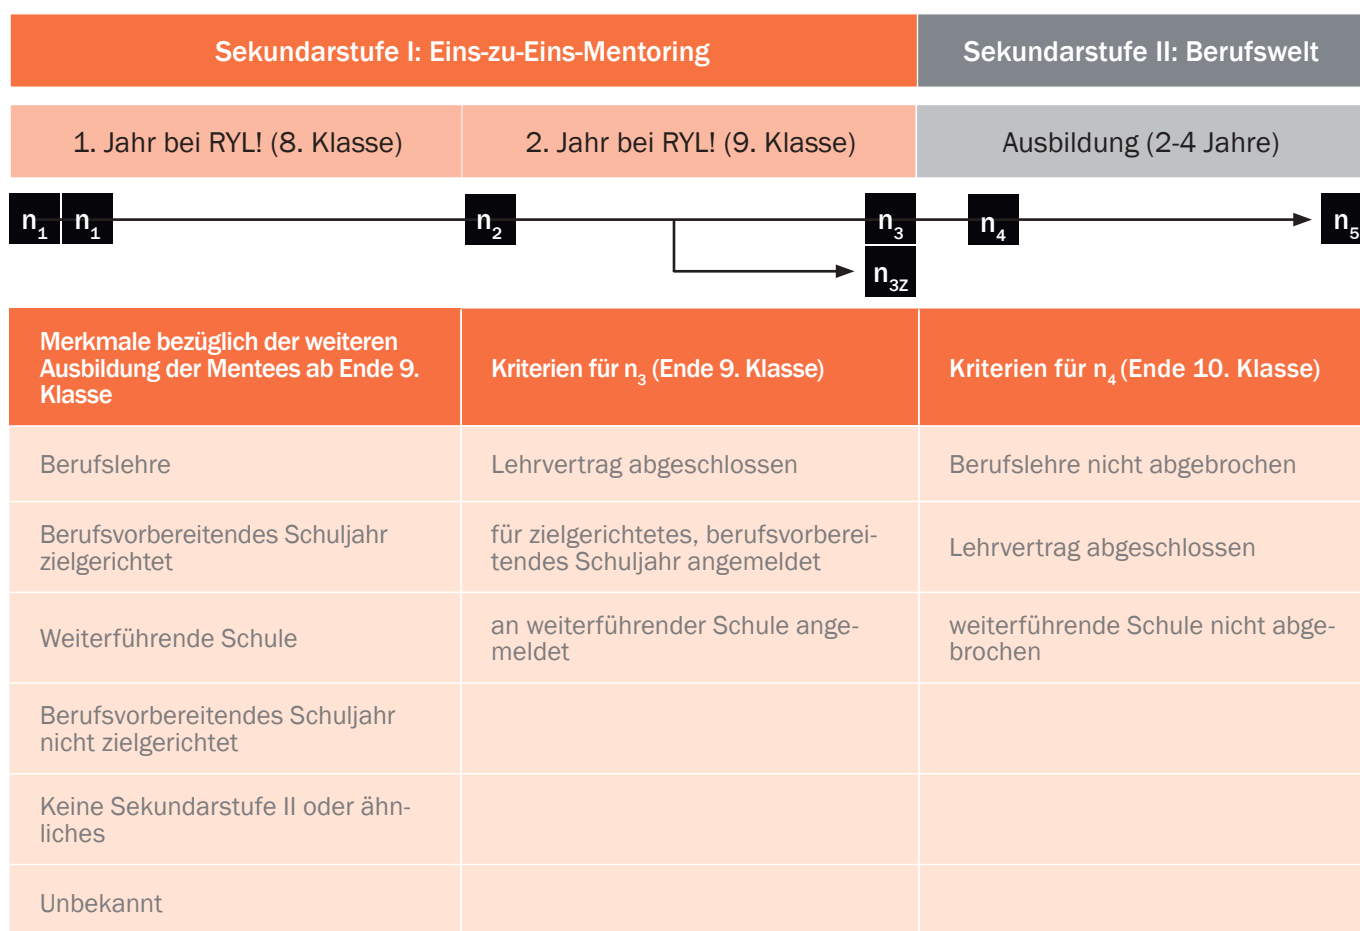 Sekundarstufe I: Eins-zu-Eins-Mentoring
Sekundarstufe II: Berufswelt
1. Jahr bei RYL! (8. Klasse)
2. Jahr bei RYL! (9. Klasse)
Ausbildung (2-4 Jahre)
n1
n1
n2
n3
n4
n5
n3Z
Merkmale bezüglich der weiteren
Ausbildung der Mentees ab Ende 9.
Klasse
Kriterien für n3 (Ende 9. Klasse)
Kriterien für n4 (Ende 10. Klasse)
Berufslehre
Lehrvertrag abgeschlossen
Berufslehre nicht abgebrochen
Berufsvorbereitendes Schuljahr
zielgerichtet
für zielgerichtetes, berufsvorberei-
tendes Schuljahr angemeldet
Lehrvertrag abgeschlossen
Weiterführende Schule
an weiterführender Schule ange-
meldet
weiterführende Schule nicht abge-
brochen
Berufsvorbereitendes Schuljahr
nicht zielgerichtet
Keine Sekundarstufe II oder ähn-
liches
Unbekannt